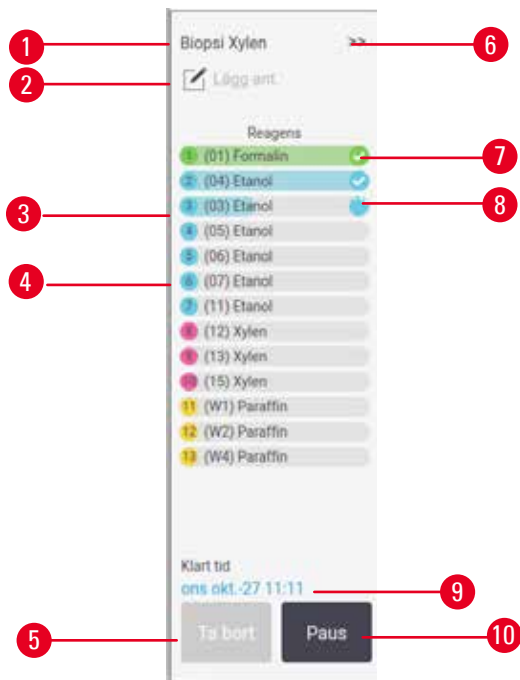 1 Biopsi Xylen >> 6
2 Lägg ant.
Reagens
1 (01) Formalin 7
2 (04) Etanol
3 3 (03) Etanol 8
4 (05) Etanol
5 (06) Etanol
4 6 (07) Etanol
7 (11) Etanol
8 (12) Xylen
9 (13) Xylen
10 (15) Xylen
11 (W1) Paraffin
12 (W2) Paraffin
13 (W4) Paraffin
Klart tid
ons okt.-27 11:11 9
5 Ta bort Paus 10